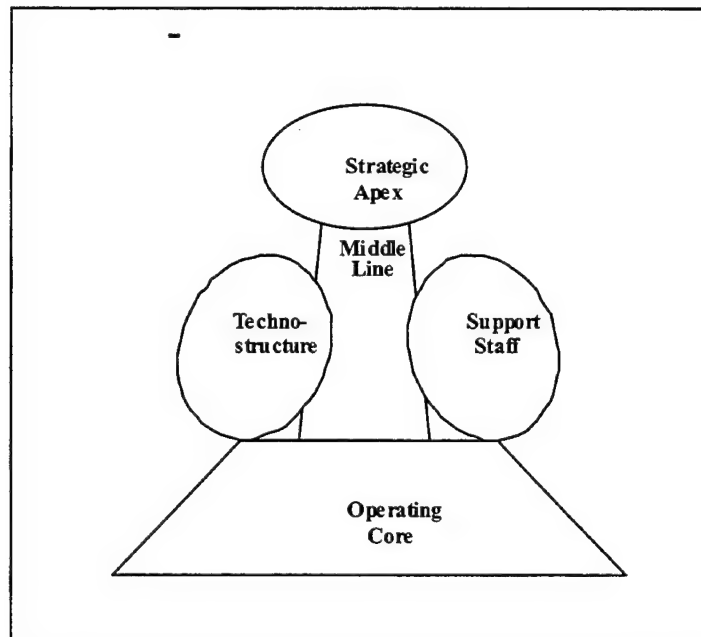 Strategic
Apex
Middle
Line
Techno-
structure
Support
Staff
Operating
Core